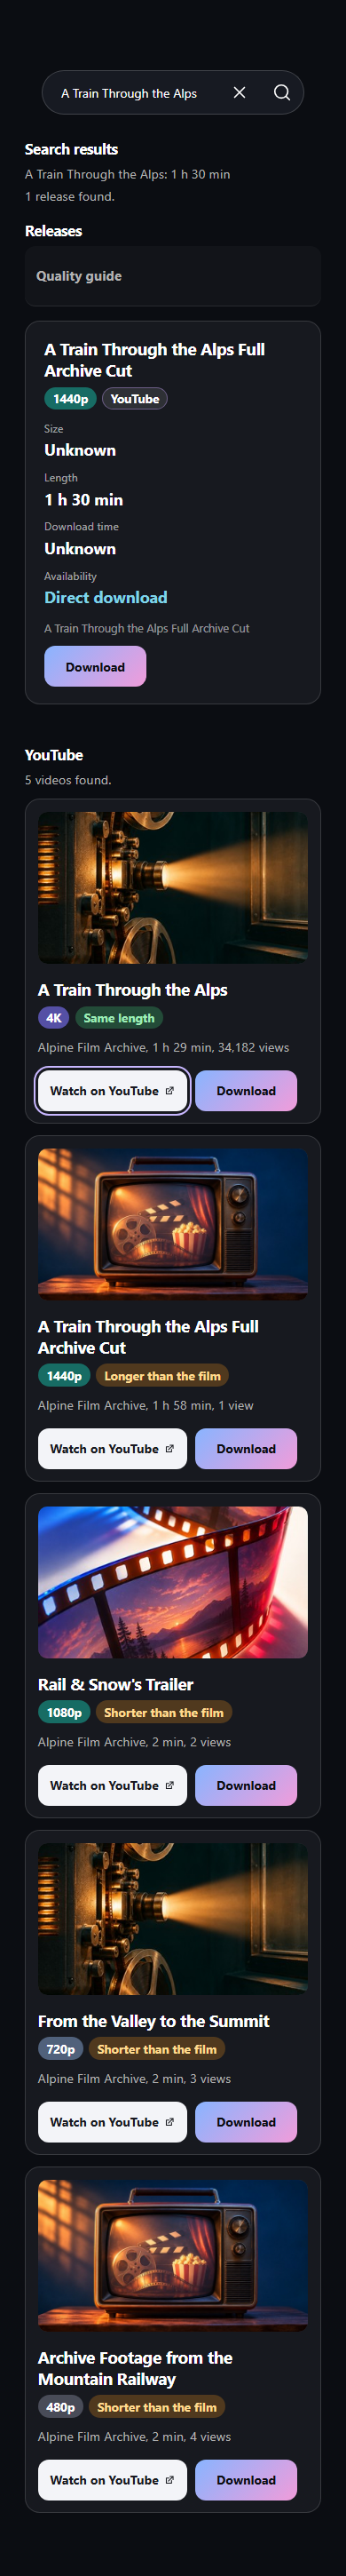 A Train Through the Alps
Search results
A Train Through the Alps: 1 h 30 min
1 release found.
Releases
Quality guide
A Train Through the Alps Full
Archive Cut
1440p YouTube
Size
Unknown
Length
1 h 30 min
Download time
Unknown
Availability
Direct download
A Train Through the Alps Full Archive Cut
Download
YouTube
5 videos found.
A Train Through the Alps
4K Same length
Alpine Film Archive, 1 h 29 min, 34,182 views
Watch on YouTube Download
A Train Through the Alps Full
Archive Cut
1440p Longer than the film
Alpine Film Archive, 1 h 58 min, 1 view
Watch on YouTube Download
Rail & Snow's Trailer
1080p Shorter than the film
Alpine Film Archive, 2 min, 2 views
Watch on YouTube Download
From the Valley to the Summit
720p Shorter than the film
Alpine Film Archive, 2 min, 3 views
Watch on YouTube Download
Archive Footage from the
Mountain Railway
480p Shorter than the film
Alpine Film Archive, 2 min, 4 views
Watch on YouTube Download